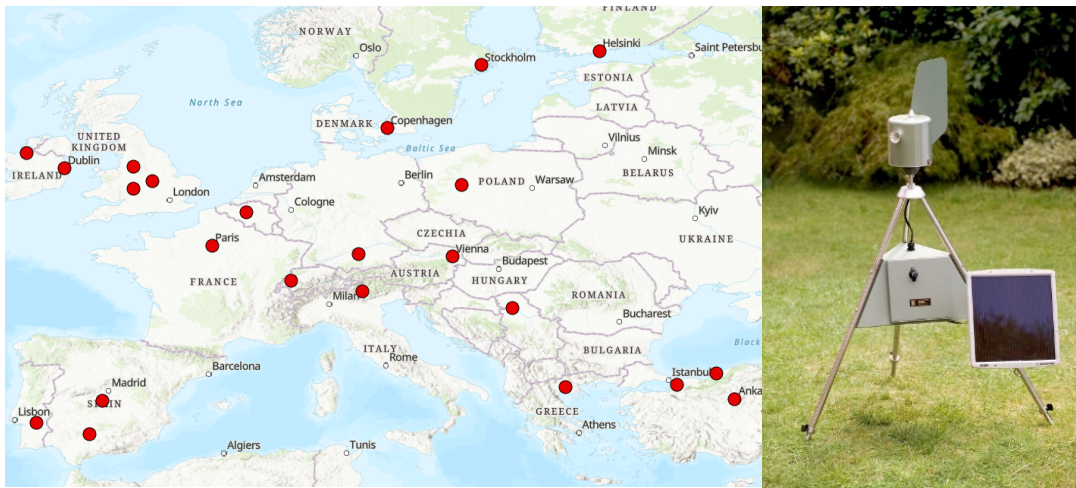 FINLAND
NORWAY
Oslo
Helsinki
Saint Petersbu
Stockholm
ESTONIA
North Sea
LATVIA
DENMARK
Copenhagen
UNITED
KINGDOM
Vilnius
Baltic Sea
Minsk
Dublin
IRELAND
BELARUS
Amsterdam
Berlin
POLAND
Warsaw
London
Cologne
Kyiv
CZECHIA
Paris
UKRAINE
Vienna
Budapest
AUSTRIA
FRANCE
HUNGARY
Milan
ROMANIA
Bucharest
Black
ITALY
BULGARIA
Rome
Barcelona
Istanbul
Madrid
Anka
SPAIN
Lisbon
GREECE
Athens
Algiers
Tunis